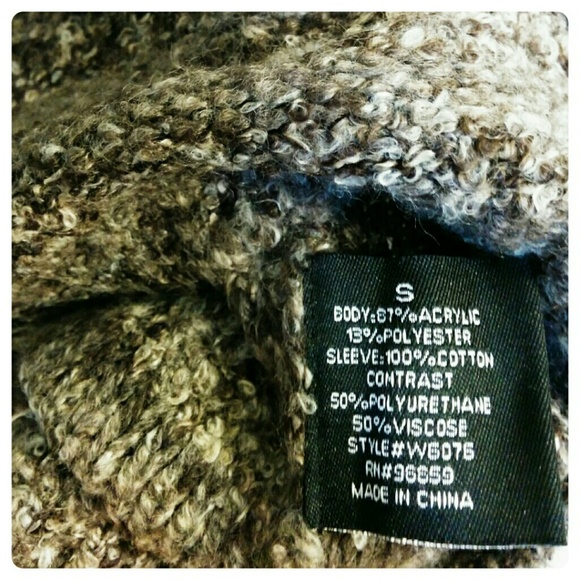 S
BODY:87%ACRYLIC
13%POLYESTER
SLEEVE:100%COTTON
CONTRAST
50%POLYURETHANE
50%VISCOSE
STYLE#W6076
RN#96659
MADE IN CHINA